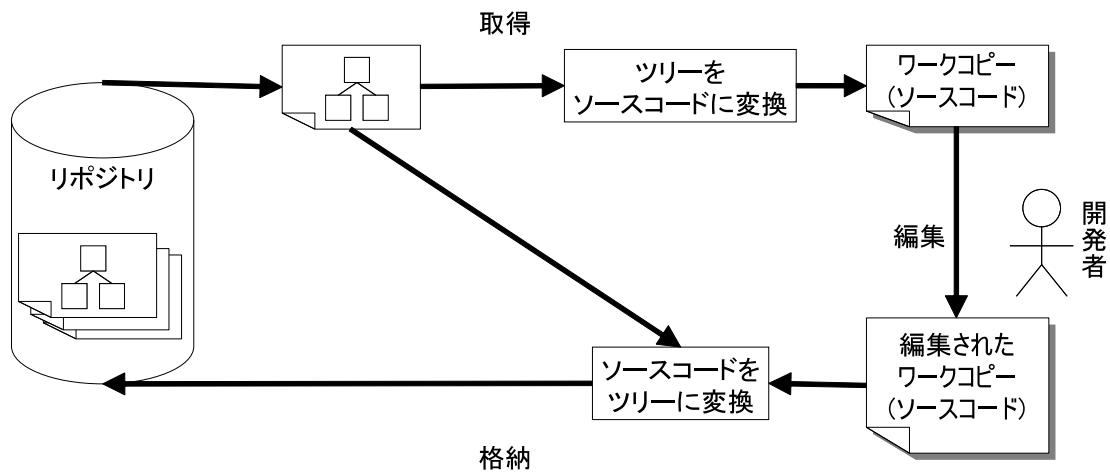 取得
ツリーを
ソースコードに変換
ワークコピー
(ソースコード)
リポジトリ
編集
開発者
編集された
ワークコピー
(ソースコード)
ソースコードを
ツリーに変換
格納